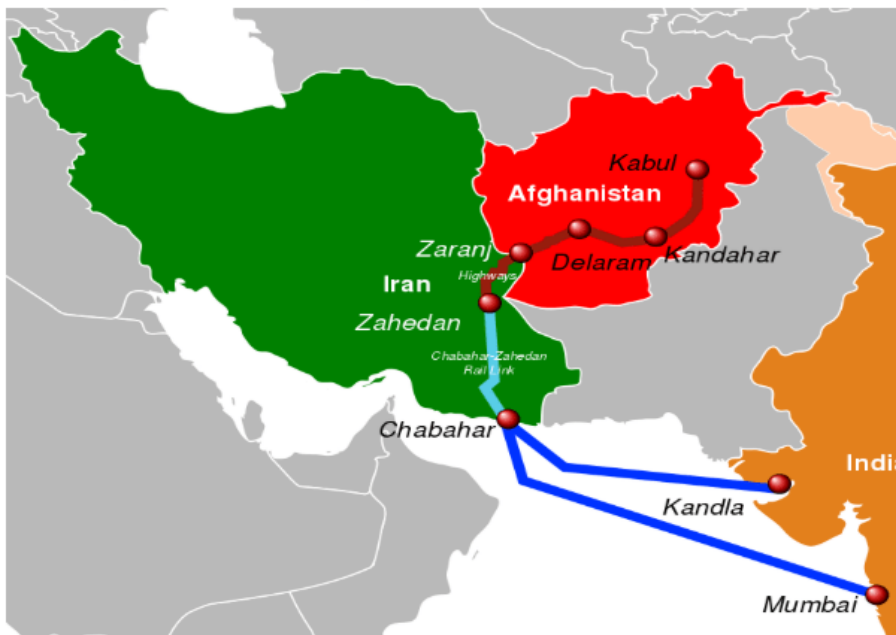 Kabul
Afghanistan
Zaranj
Delaram
Kandahar
Highways
Iran
Zahedan
Chabahar-Zahedan
Rail Link
Chabahar
India
Kandla
Mumbai